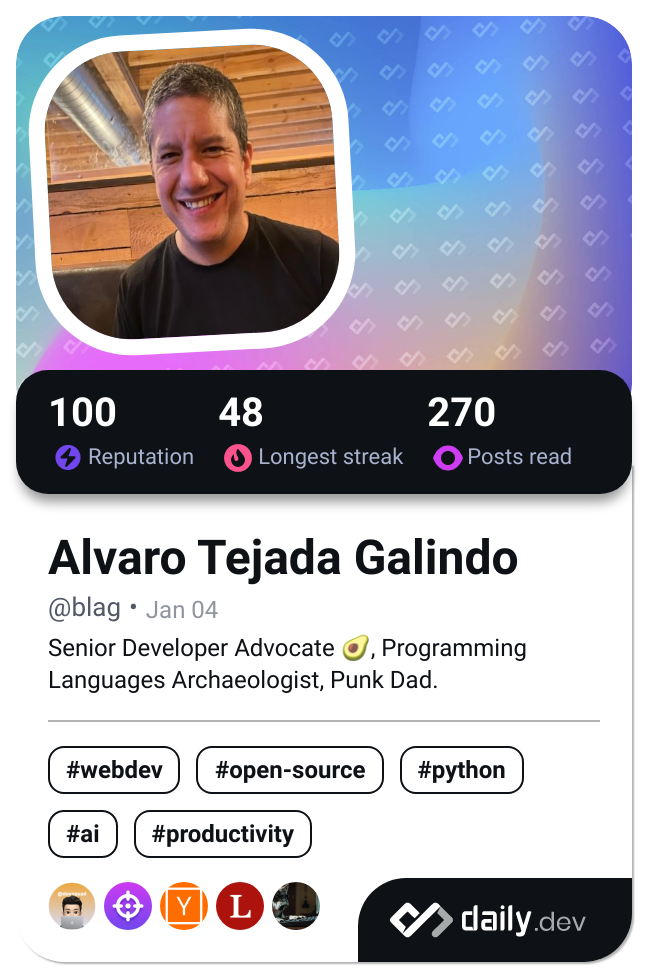 100 48 270
Reputation Longest streak Posts read
Alvaro Tejada Galindo
@blag • Jan 04
Senior Developer Advocate 🥑, Programming
Languages Archaeologist, Punk Dad.
#webdev #open-source #python
#ai #productivity
Y L
daily.dev